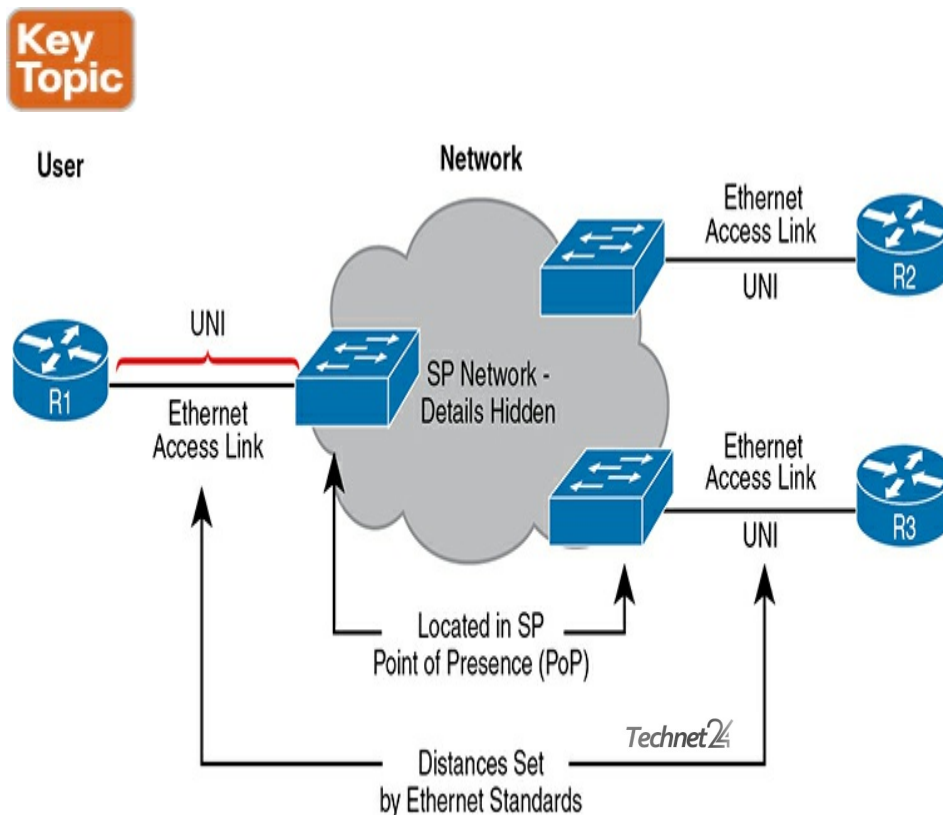 Key
Topic
User
Network
UNI
R1
Ethernet
Access Link
SP Network -
Details Hidden
Ethernet
Access Link
UNI
R2
Ethernet
Access Link
UNI
R3
Located in SP
Point of Presence (PoP)
Technet24
Distances Set
by Ethernet Standards